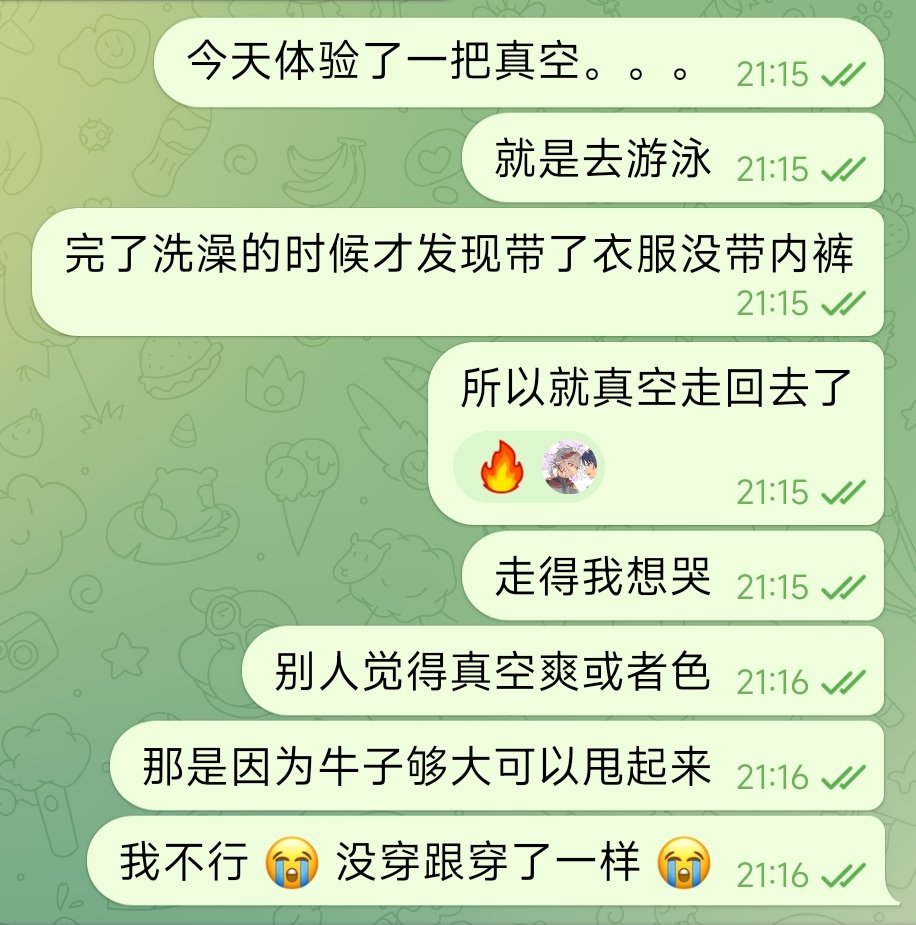 今天体验了一把真空。。。 21:15
就是去游泳 21:15
完了洗澡的时候才发现带了衣服没带内裤
21:15
所以就真空走回去了
🔥 21:15
走得我想哭 21:15
别人觉得真空爽或者色 21:16
那是因为牛子够大可以甩起来 21:16
我不行 😭 没穿跟穿了一样 😭 21:16